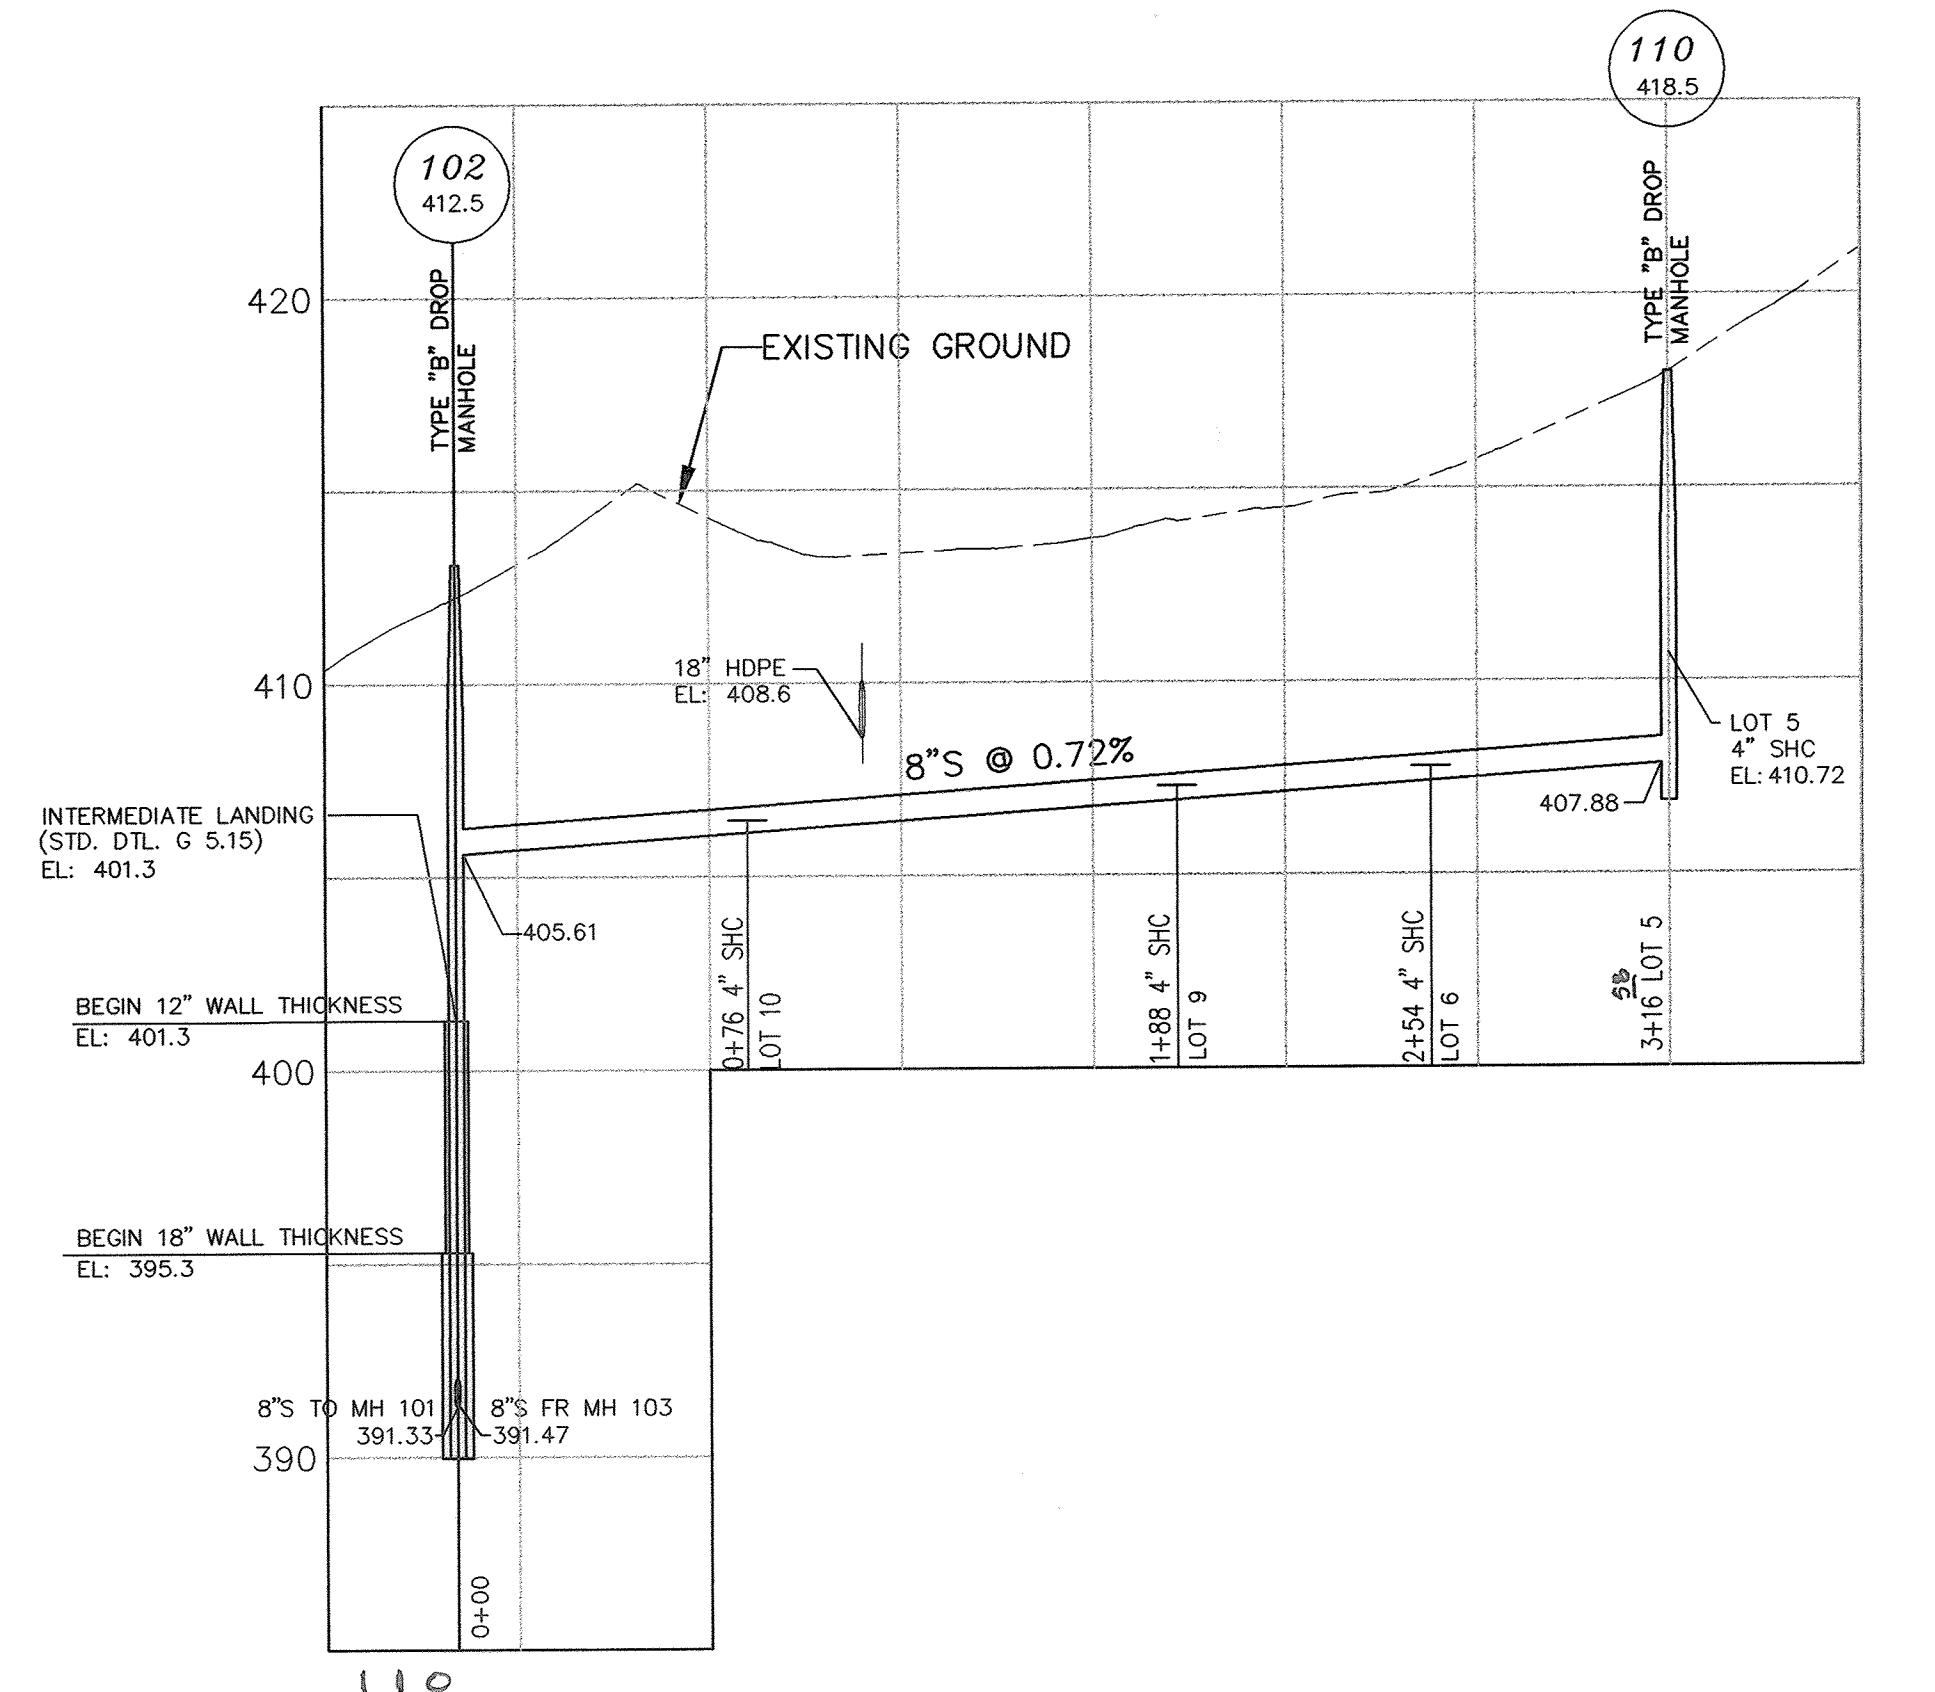 110
418.5
102
412.5
TYPE "B" DROP
MANHOLE
TYPE "B" DROP
MANHOLE
420
EXISTING GROUND
410
18" HDPE
EL: 408.6
8"S @ 0.72%
LOT 5
4" SHC
EL: 410.72
407.88
INTERMEDIATE LANDING
(STD. DTL. G 5.15)
EL: 401.3
405.61
BEGIN 12" WALL THICKNESS
EL: 401.3
400
0+76 4" SHC
LOT 10
1+88 4" SHC
LOT 9
2+54 4" SHC
LOT 6
3+16 LOT 5
BEGIN 18" WALL THICKNESS
EL: 395.3
8"S TO MH 101
391.33
8"S FR MH 103
391.47
390
0+00
110